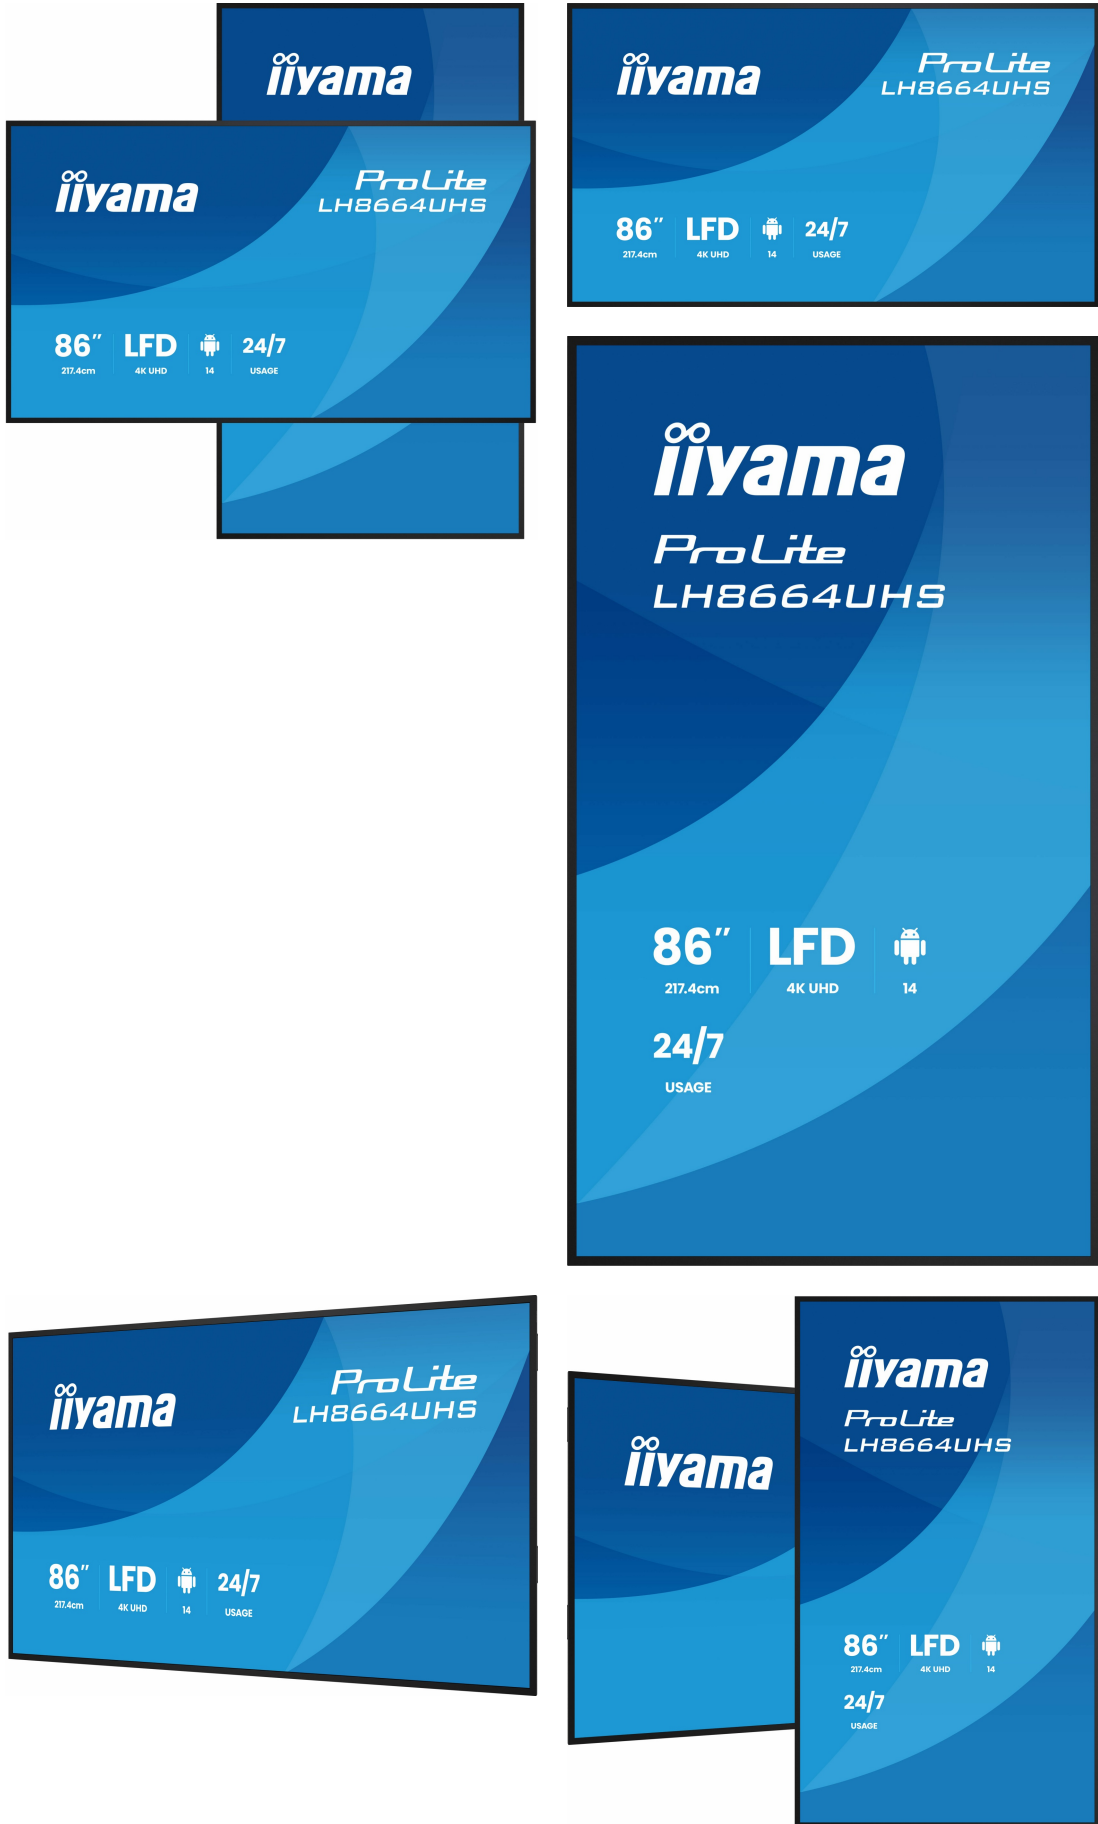 iiyama
iiyama
ProLite
LH8664UHS
86″ LFD 24/7
217.4cm 4K UHD 14 USAGE
iiyama
ProLite
LH8664UHS
86″ LFD 24/7
217.4cm 4K UHD 14 USAGE
iiyama
ProLite
LH8664UHS
86″ LFD
217.4cm 4K UHD 14
24/7
USAGE
iiyama
ProLite
LH8664UHS
86″ LFD 24/7
217.4cm 4K UHD 14 USAGE
iiyama
iiyama
ProLite
LH8664UHS
86″ LFD
217.4cm 4K UHD 14
24/7
USAGE